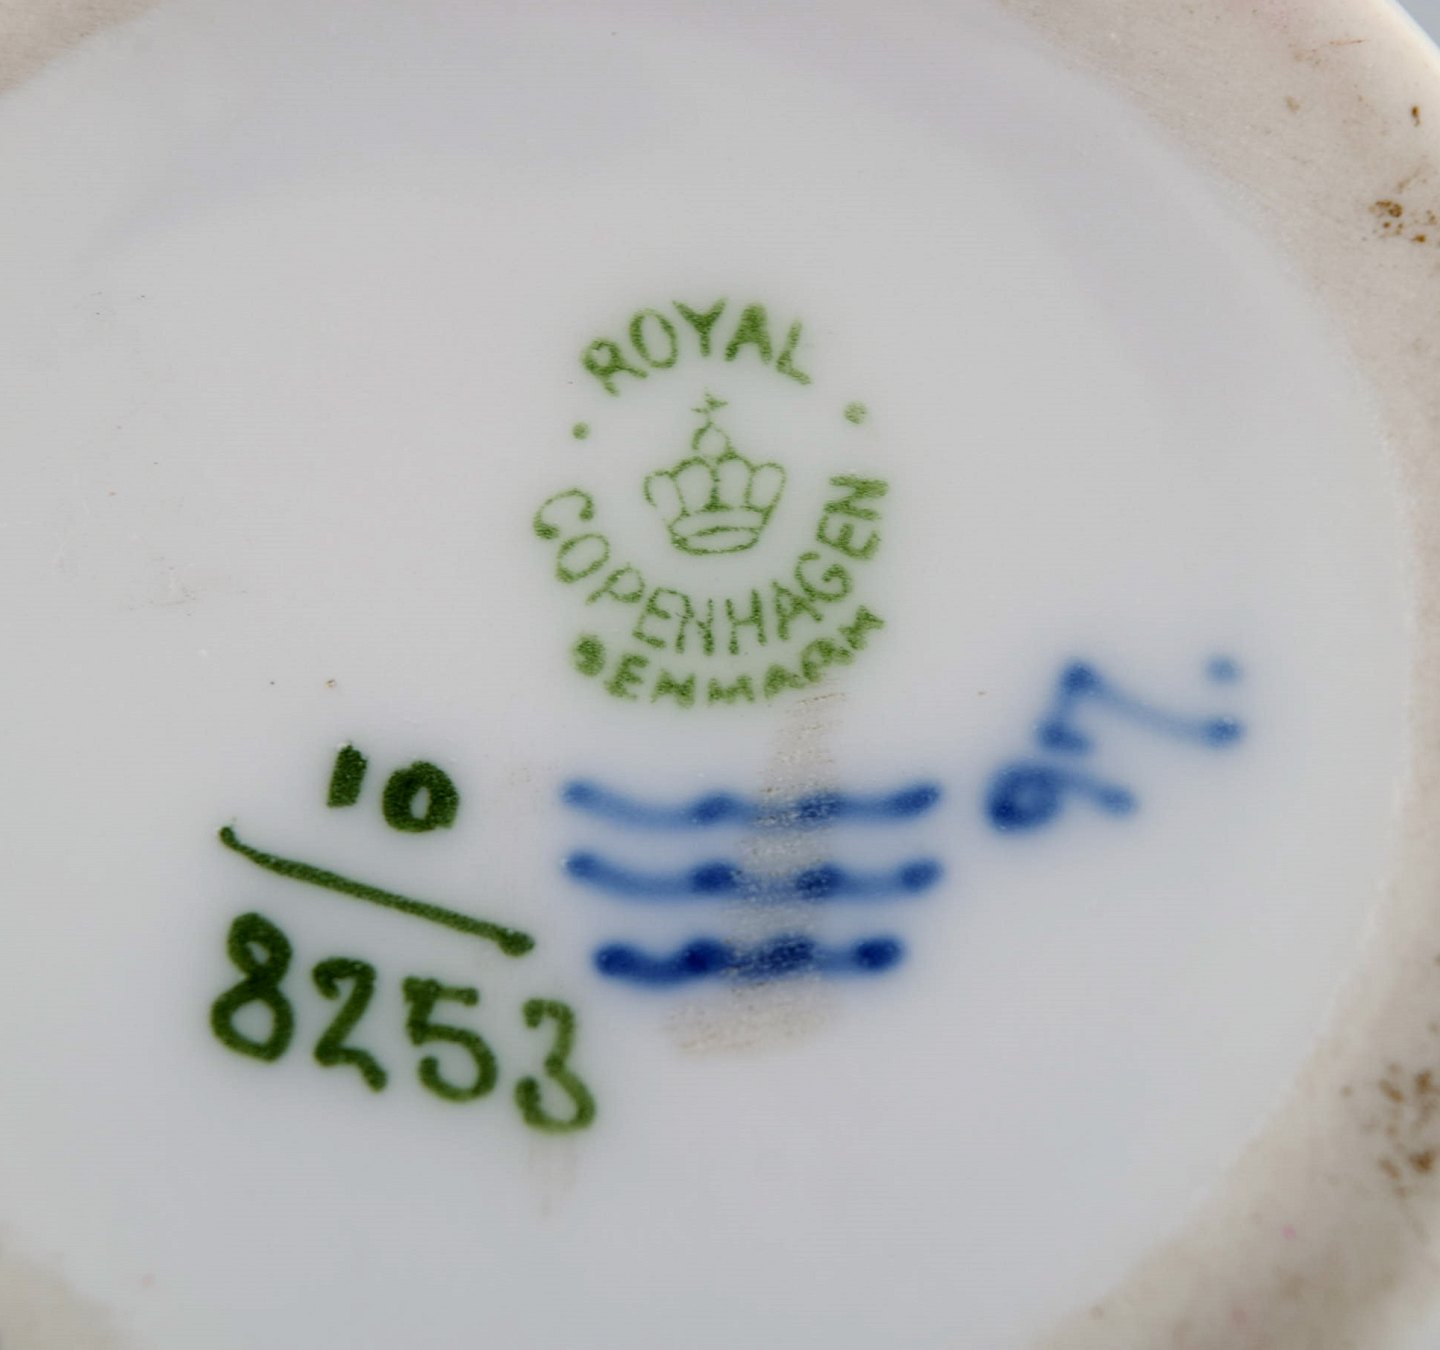 ROYAL
COPENHAGEN
DENMARK
10
8253